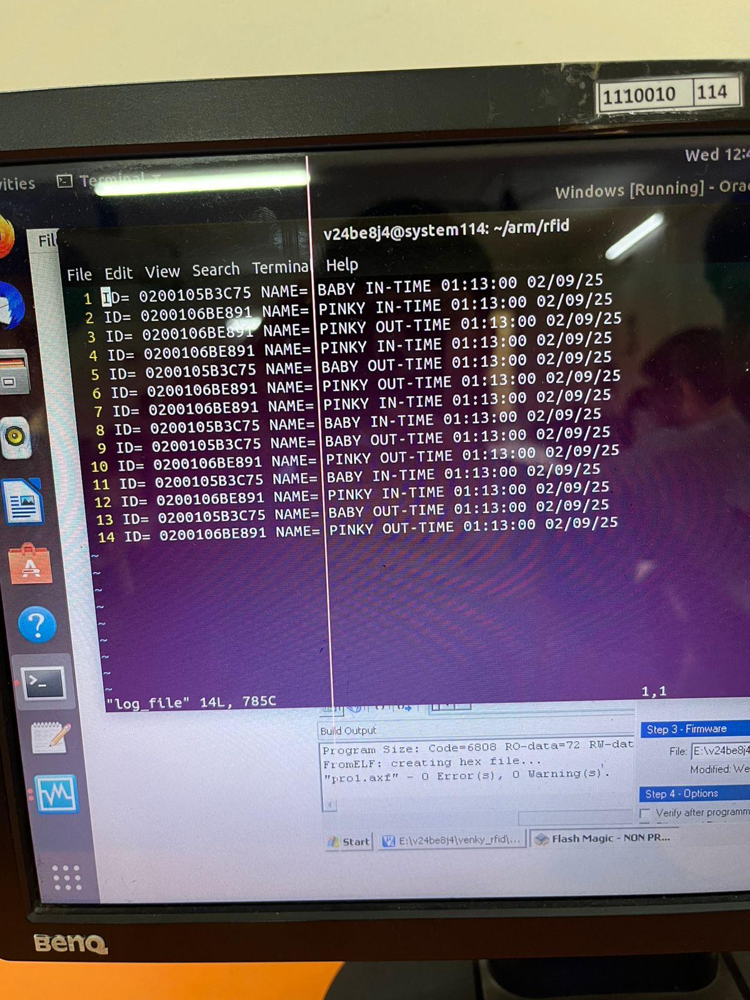 1110010 114
Wed 12:4
ities Terminal
Windows [Running] - Orac
Fil
v24be8j4@system114: ~/arm/rfid
File Edit View Search Terminal Help
1 ID= 0200105B3C75 NAME= BABY IN-TIME 01:13:00 02/09/25
2 ID= 0200106BE891 NAME= PINKY IN-TIME 01:13:00 02/09/25
3 ID= 0200106BE891 NAME= PINKY OUT-TIME 01:13:00 02/09/25
4 ID= 0200106BE891 NAME= PINKY IN-TIME 01:13:00 02/09/25
5 ID= 0200105B3C75 NAME= BABY OUT-TIME 01:13:00 02/09/25
6 ID= 0200106BE891 NAME= PINKY OUT-TIME 01:13:00 02/09/25
7 ID= 0200106BE891 NAME= PINKY IN-TIME 01:13:00 02/09/25
8 ID= 0200105B3C75 NAME= BABY IN-TIME 01:13:00 02/09/25
9 ID= 0200105B3C75 NAME= BABY OUT-TIME 01:13:00 02/09/25
10 ID= 0200106BE891 NAME= PINKY OUT-TIME 01:13:00 02/09/25
11 ID= 0200105B3C75 NAME= BABY IN-TIME 01:13:00 02/09/25
12 ID= 0200106BE891 NAME= PINKY IN-TIME 01:13:00 02/09/25
13 ID= 0200105B3C75 NAME= BABY OUT-TIME 01:13:00 02/09/25
14 ID= 0200106BE891 NAME= PINKY OUT-TIME 01:13:00 02/09/25
~
~
~
~
~
~
~
~
~
"log_file" 14L, 785C 1,1
Build Output
Program Size: Code=6808 RO-data=72 RW-dat
FromELF: creating hex file...
"pro1.axf" - 0 Error(s), 0 Warning(s).
Step 3 - Firmware
File: E:\v24be8j4
Modified: We
Step 4 - Options
Verify after programm
Start E:\v24be8j4\venky_rfid\... Flash Magic - NON PR...
BenQ